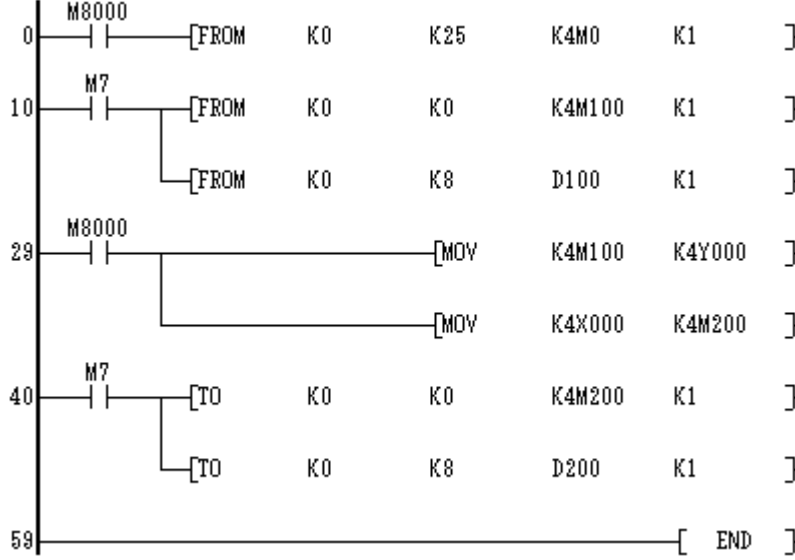 M8000
0 FROM K0 K25 K4M0 K1
M7
10 FROM K0 K0 K4M100 K1
FROM K0 K8 D100 K1
M8000
29 MOV K4M100 K4Y000
MOV K4X000 K4M200
M7
40 TO K0 K0 K4M200 K1
TO K0 K8 D200 K1
59 END